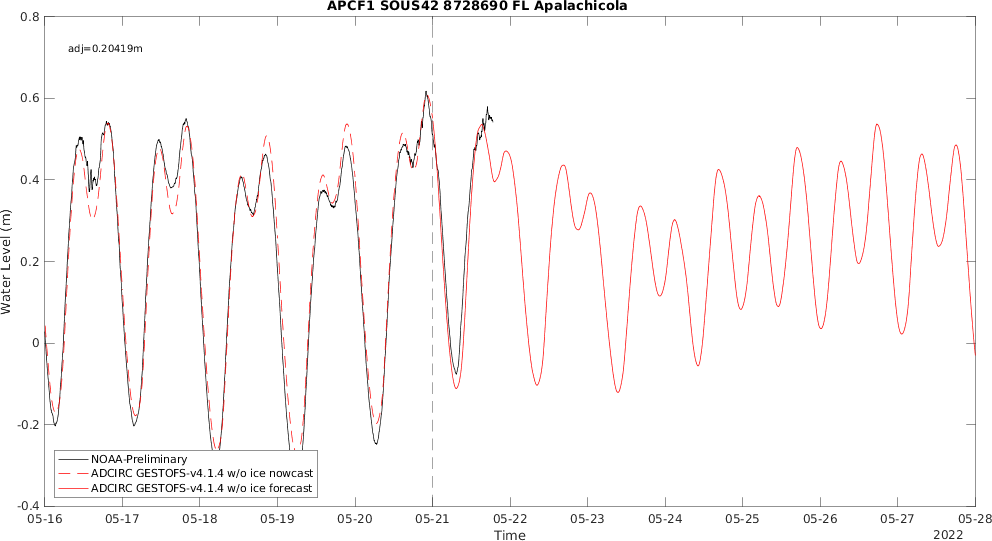 APCF1 SOUS42 8728690 FL Apalachicola
adj=0.20419m
0.8
0.6
0.4
0.2
0
-0.2
-0.4
Water Level (m)
NOAA-Preliminary
ADCIRC GESTOFS-v4.1.4 w/o ice nowcast
ADCIRC GESTOFS-v4.1.4 w/o ice forecast
05-16 05-17 05-18 05-19 05-20 05-21 05-22 05-23 05-24 05-25 05-26 05-27 05-28
Time
2022